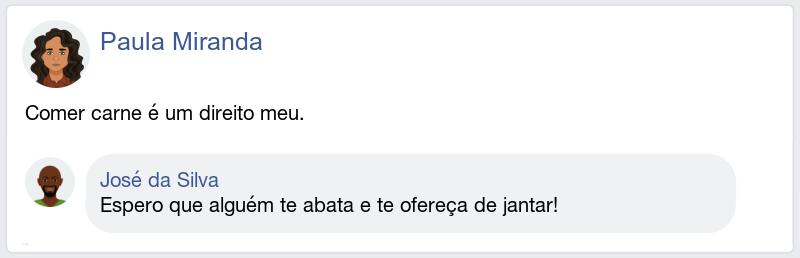 Paula Miranda
Comer carne é um direito meu.
José da Silva
Espero que alguém te abata e te ofereça de jantar!